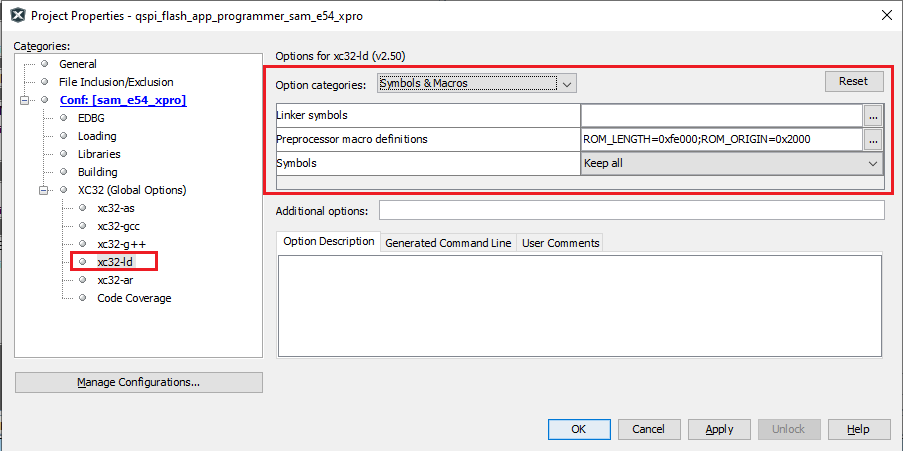 Project Properties - qspi_flash_app_programmer_sam_e54_xpro
Categories:
General
File Inclusion/Exclusion
Conf: [sam_e54_xpro]
EDBG
Loading
Libraries
Building
XC32 (Global Options)
xc32-as
xc32-gcc
xc32-g++
xc32-ld
xc32-ar
Code Coverage
Manage Configurations...
Options for xc32-ld (v2.50)
Option categories: Symbols & Macros Reset
Linker symbols ...
Preprocessor macro definitions ROM_LENGTH=0xfe000;ROM_ORIGIN=0x2000 ...
Symbols Keep all
Additional options:
Option Description Generated Command Line User Comments
OK Cancel Apply Unlock Help